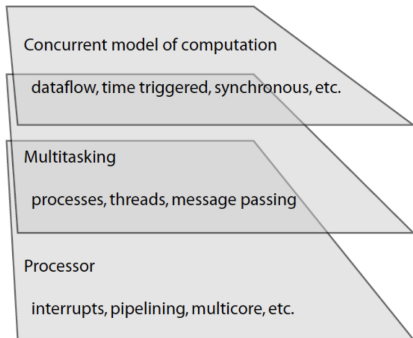 Concurrent model of computation
dataflow, time triggered, synchronous, etc.
Multitasking
processes, threads, message passing
Processor
interrupts, pipelining, multicore, etc.